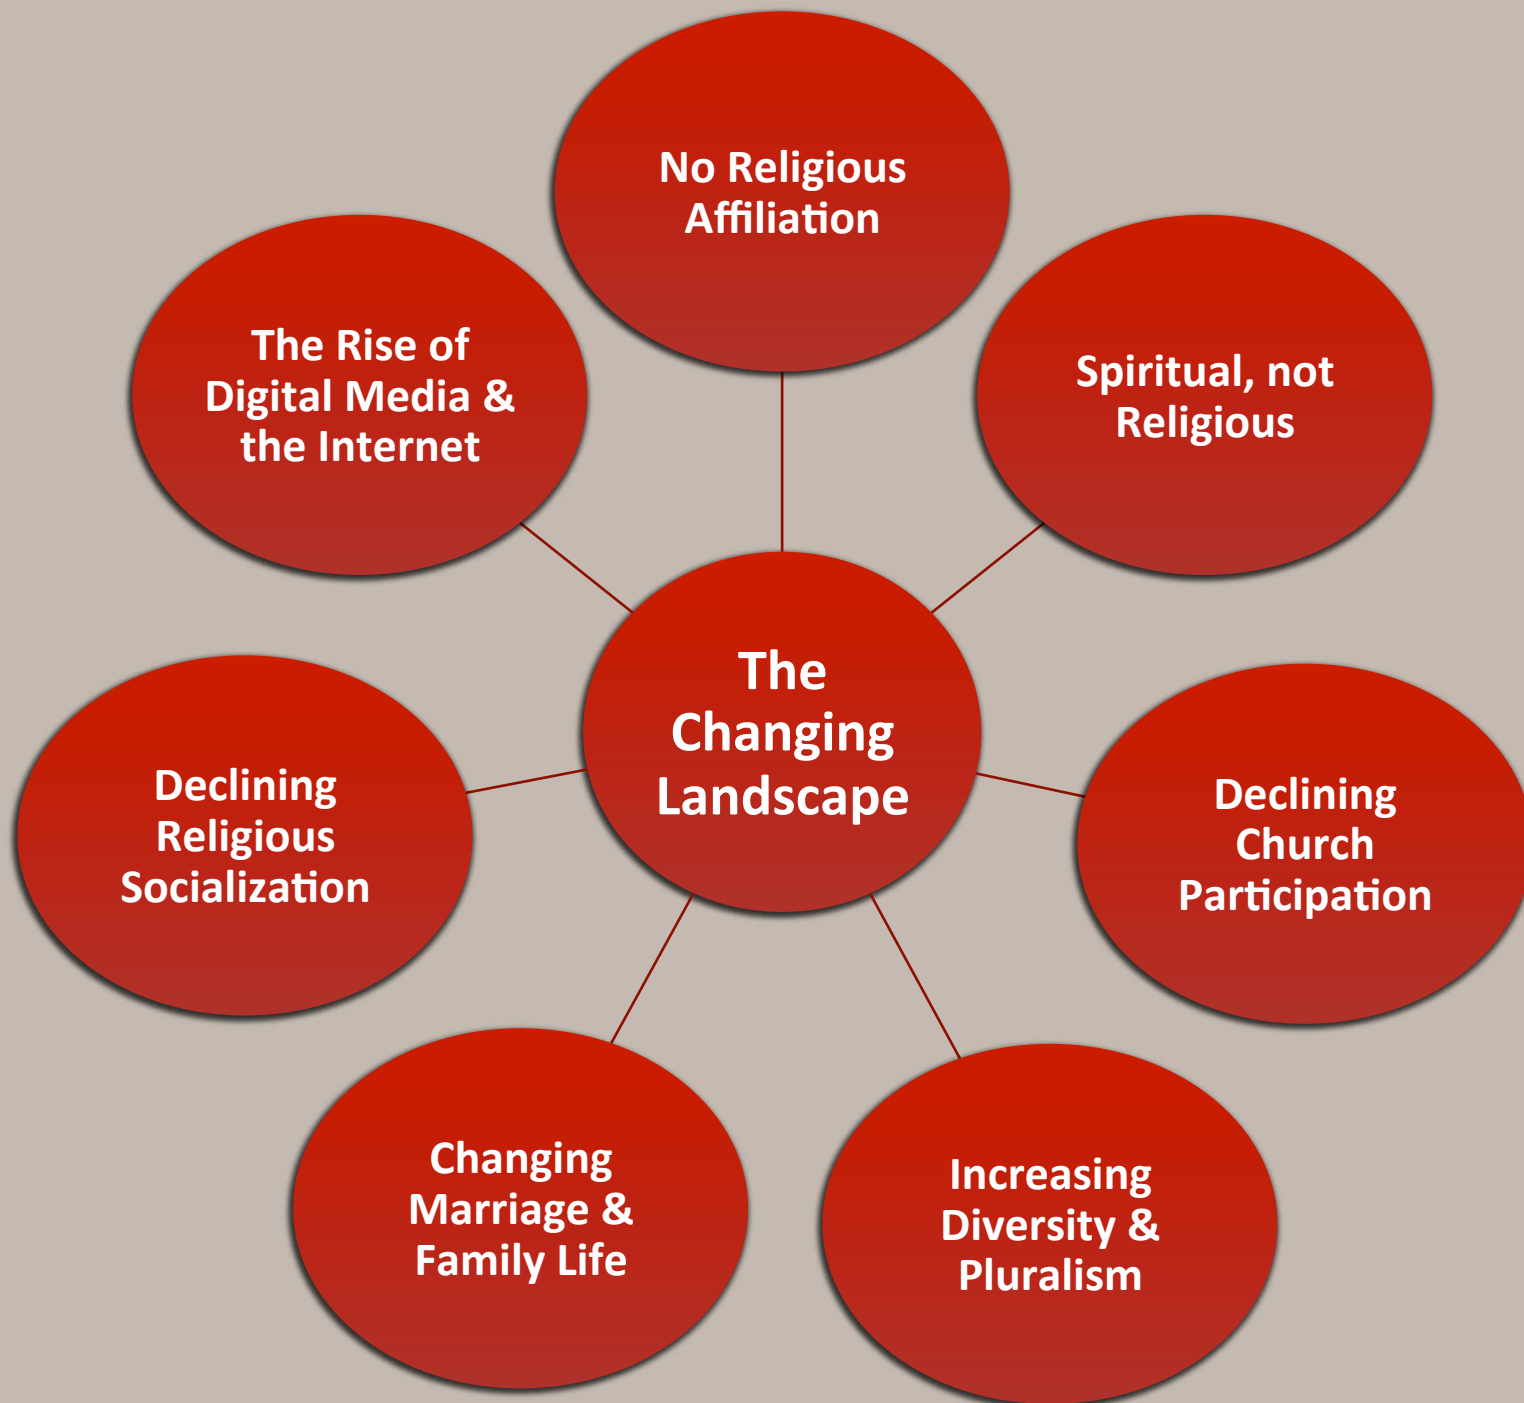 No Religious
Affiliation
The Rise of
Digital Media &
the Internet
Spiritual, not
Religious
The
Changing
Landscape
Declining
Religious
Socialization
Declining
Church
Participation
Changing
Marriage &
Family Life
Increasing
Diversity &
Pluralism